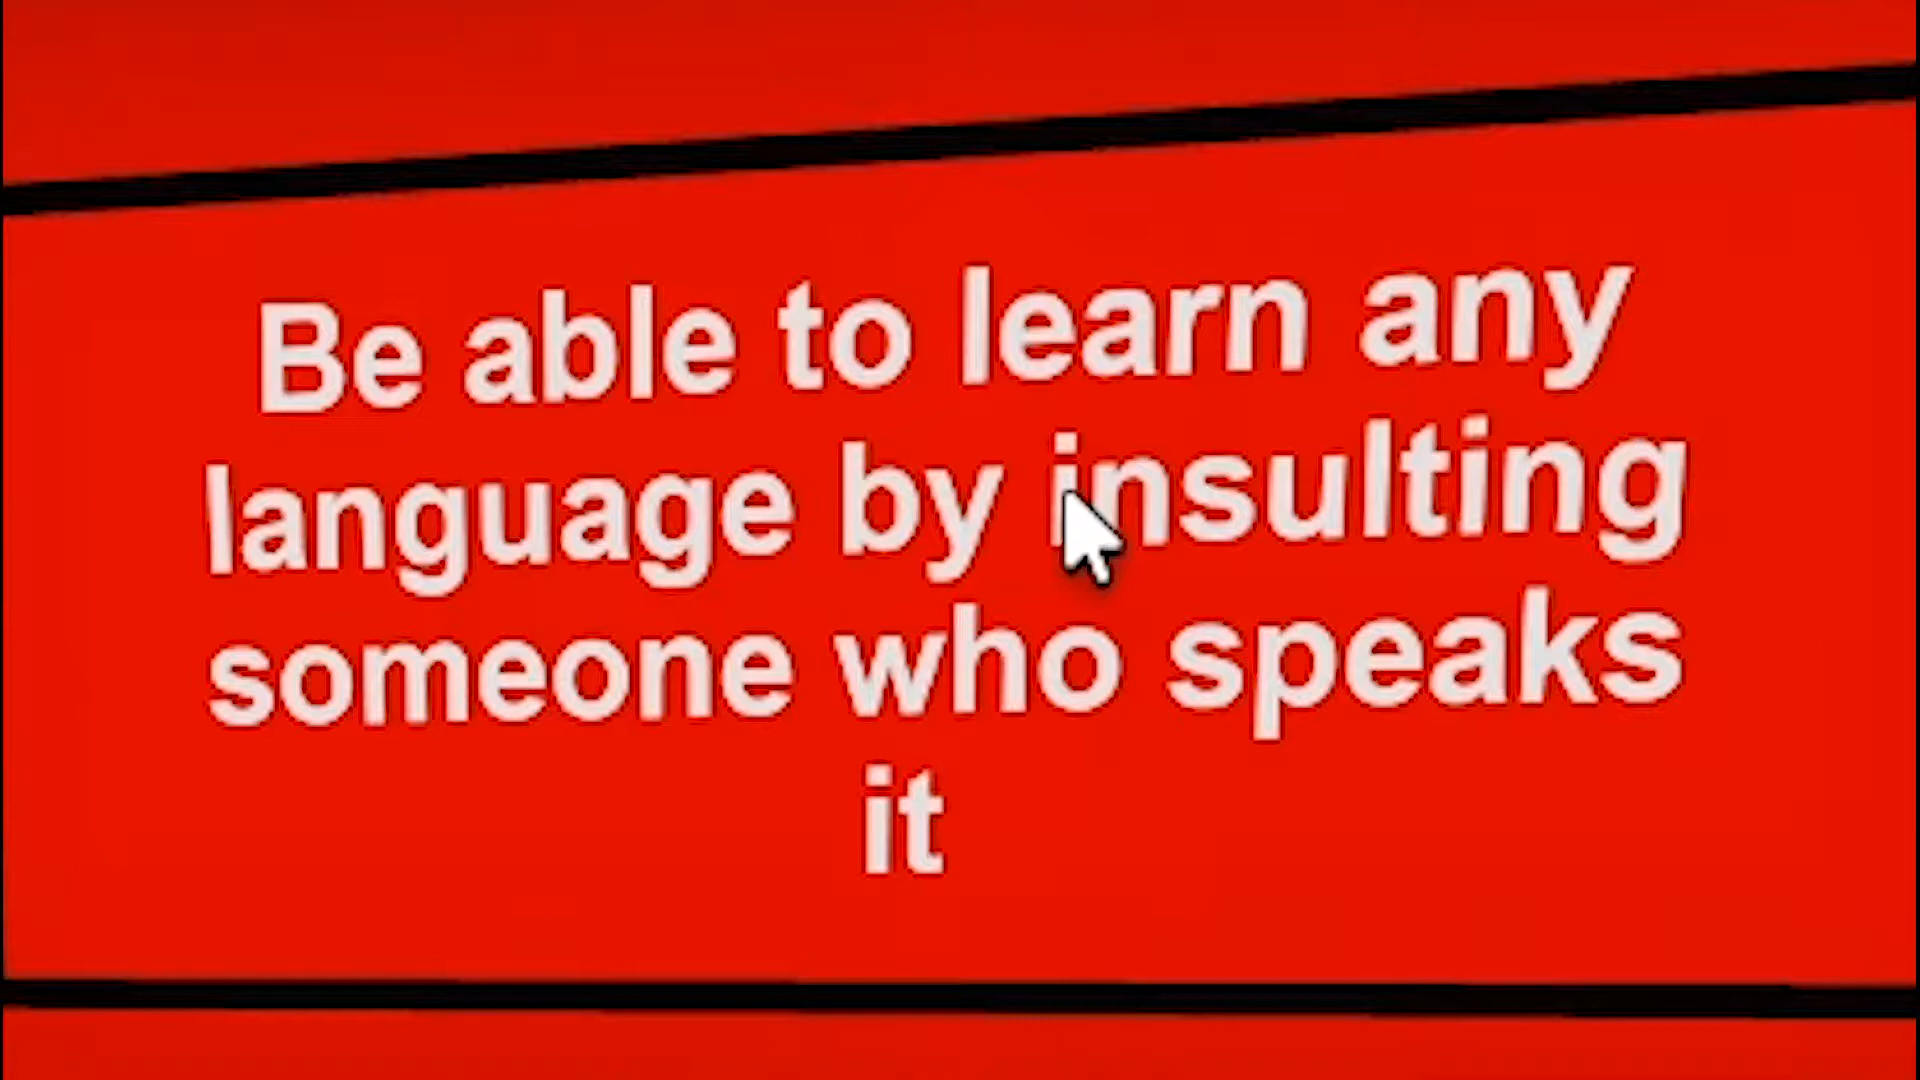 Be able to learn any
language by insulting
someone who speaks
it